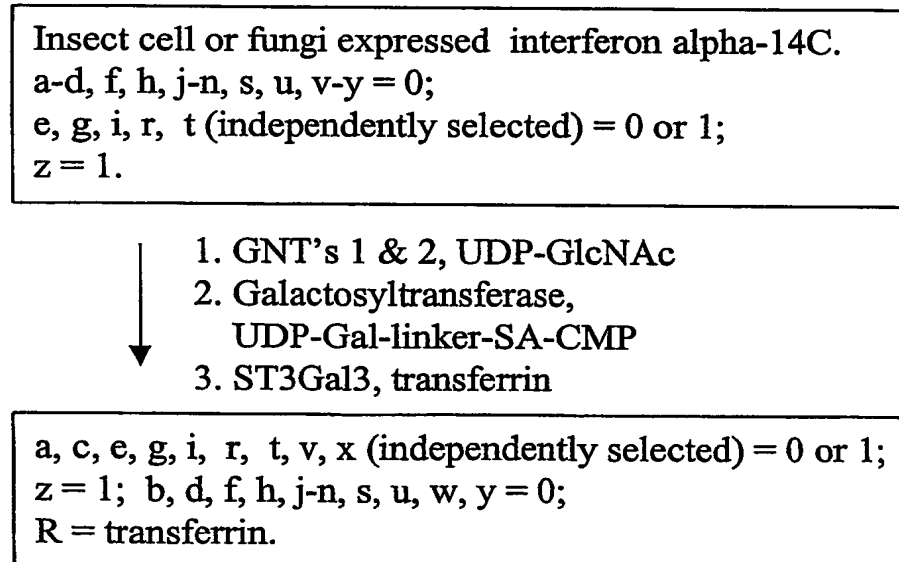 Insect cell or fungi expressed interferon alpha-14C.
a-d, f, h, j-n, s, u, v-y = 0;
e, g, i, r, t (independently selected) = 0 or 1;
z = 1.
1. GNT's 1 & 2, UDP-GlcNAc
2. Galactosyltransferase,
UDP-Gal-linker-SA-CMP
3. ST3Gal3, transferrin
a, c, e, g, i, r, t, v, x (independently selected) = 0 or 1;
z = 1; b, d, f, h, j-n, s, u, w, y = 0;
R = transferrin.